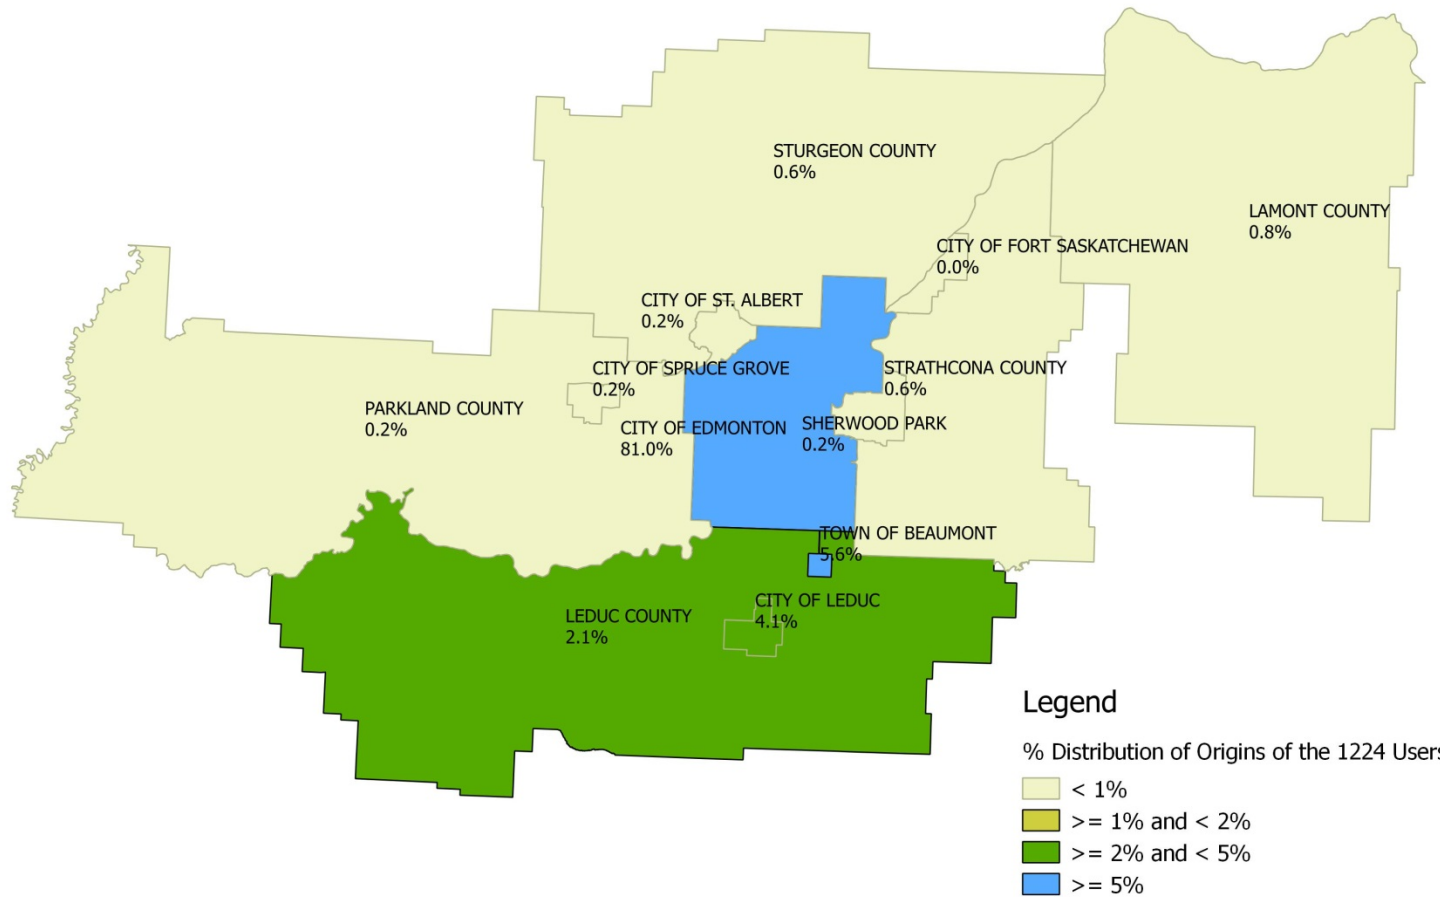 STURGEON COUNTY
0.6%
LAMONT COUNTY
0.8%
CITY OF FORT SASKATCHEWAN
0.0%
CITY OF ST. ALBERT
0.2%
CITY OF SPRUCE GROVE
0.2%
STRATHCONA COUNTY
0.6%
PARKLAND COUNTY
0.2%
CITY OF EDMONTON
81.0%
SHERWOOD PARK
0.2%
TOWN OF BEAUMONT
5.6%
CITY OF LEDUC
4.1%
LEDUC COUNTY
2.1%
Legend
% Distribution of Origins of the 1224 Users
< 1%
>= 1% and < 2%
>= 2% and < 5%
>= 5%